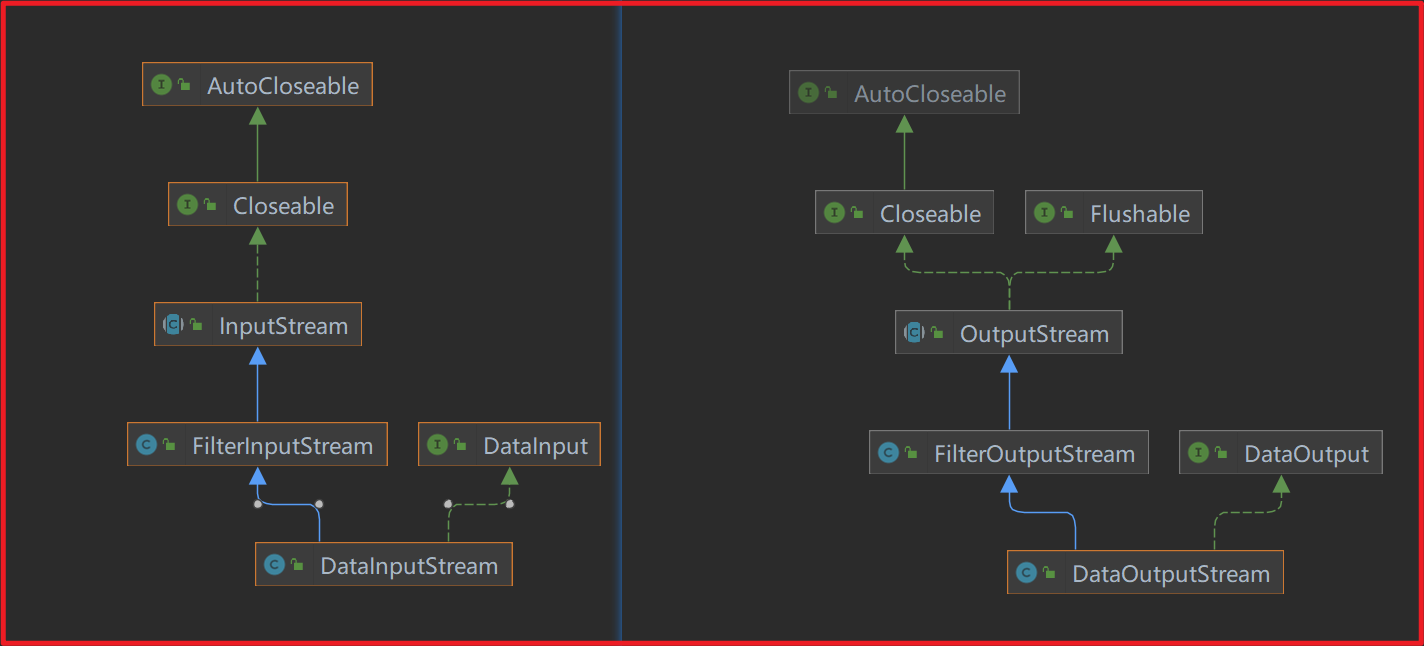 AutoCloseable
Closeable
InputStream
FilterInputStream
DataInput
DataInputStream
AutoCloseable
Closeable
Flushable
OutputStream
FilterOutputStream
DataOutput
DataOutputStream